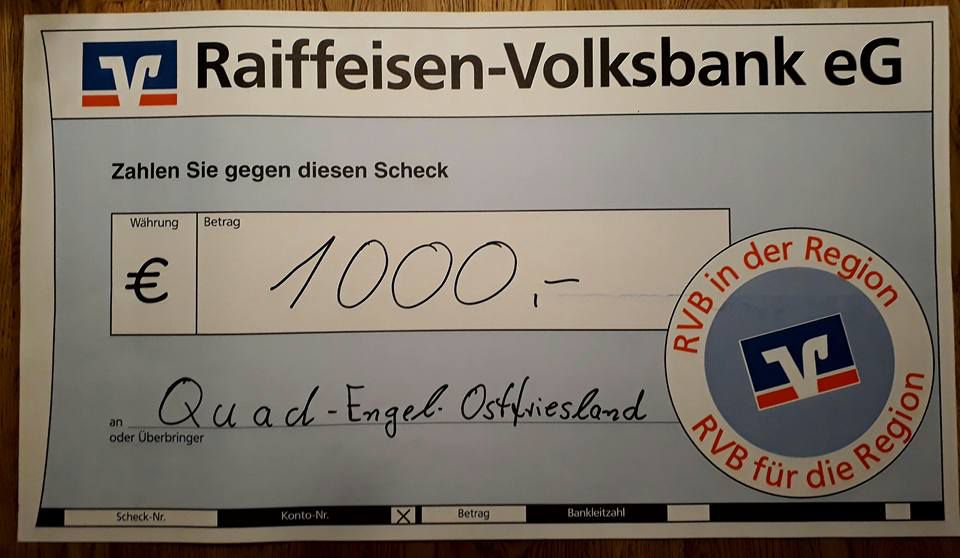 Raiffeisen-Volksbank eG
Zahlen Sie gegen diesen Scheck
Währung
Betrag
€
1000,-
RVB in der Region
RVB für die Region
an Quad-Engel-Ostfriesland
oder Überbringer
Scheck-Nr.
Konto-Nr.
X
Betrag
Bankleitzahl